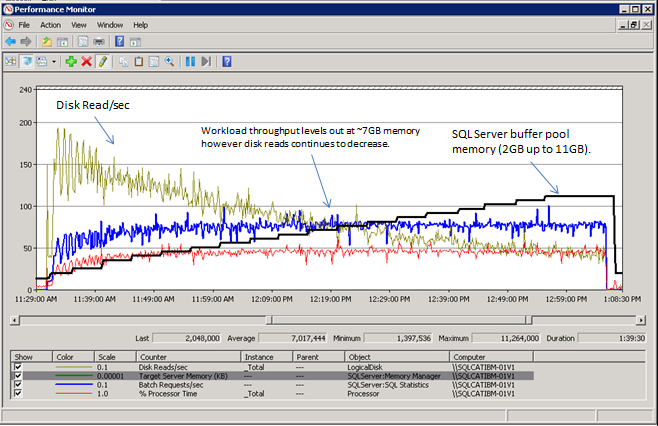 Performance Monitor
File Action View Window Help
Disk Read/sec
Workload throughput levels out at ~7GB memory
however disk reads continues to decrease.
SQL Server buffer pool
memory (2GB up to 11GB).
240
200
150
100
50
0
11:29:00 AM 11:39:00 AM 11:49:00 AM 11:59:00 AM 12:09:00 PM 12:19:00 PM 12:29:00 PM 12:39:00 PM 12:49:00 PM 12:59:00 PM 1:08:30 PM
Last 2,048,000 Average 7,017,444 Minimum 1,397,536 Maximum 11,264,000 Duration 1:39:30
Show Color Scale Counter Instance Parent Object Computer
0.1 Disk Reads/sec _Total --- LogicalDisk \\SQLCATIBM-01V1
0.00001 Target Server Memory (KB) --- --- SQLServer:Memory Manager \\SQLCATIBM-01V1
0.1 Batch Requests/sec --- --- SQLServer:SQL Statistics \\SQLCATIBM-01V1
1.0 % Processor Time _Total --- Processor \\SQLCATIBM-01V1